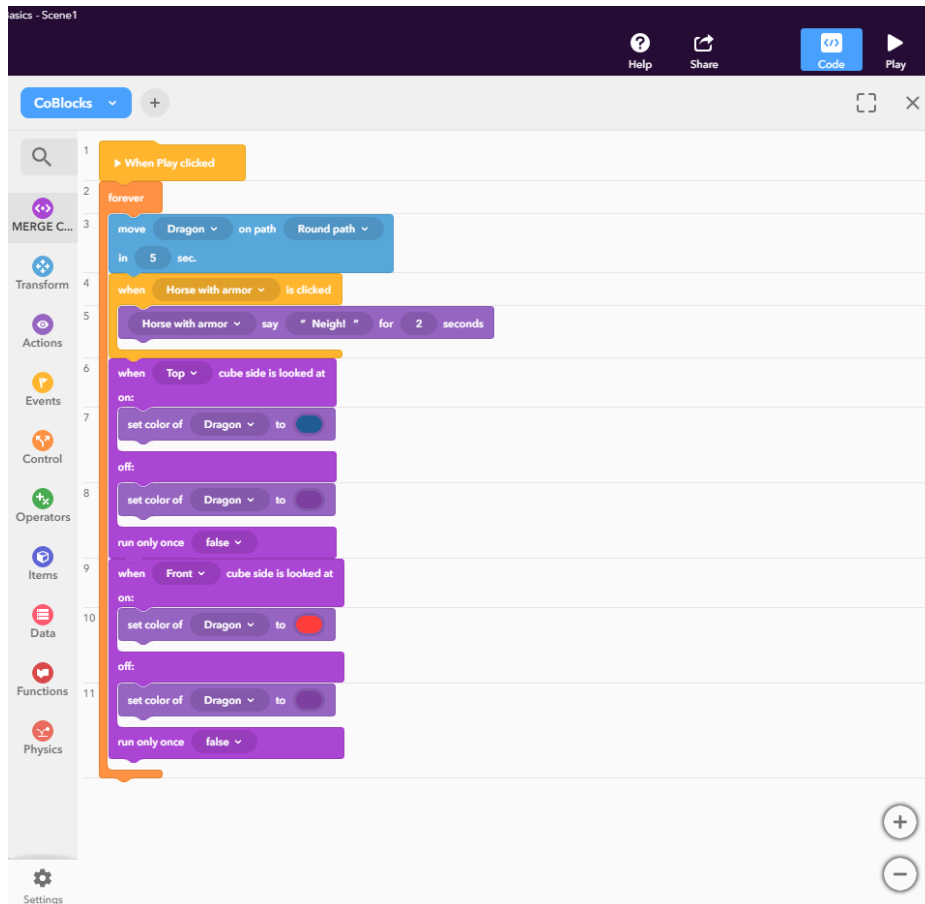 asics - Scene1
Help
Share
Code
Play
CoBlocks
MERGE C...
Transform
Actions
Events
Control
Operators
Items
Data
Functions
Physics
Settings
1
When Play clicked
2
forever
3
move Dragon on path Round path
in 5 sec.
4
when Horse with armor is clicked
5
Horse with armor say " Neigh! " for 2 seconds
6
when Top cube side is looked at
on:
7
set color of Dragon to
off:
8
set color of Dragon to
run only once false
9
when Front cube side is looked at
on:
10
set color of Dragon to
off:
11
set color of Dragon to
run only once false